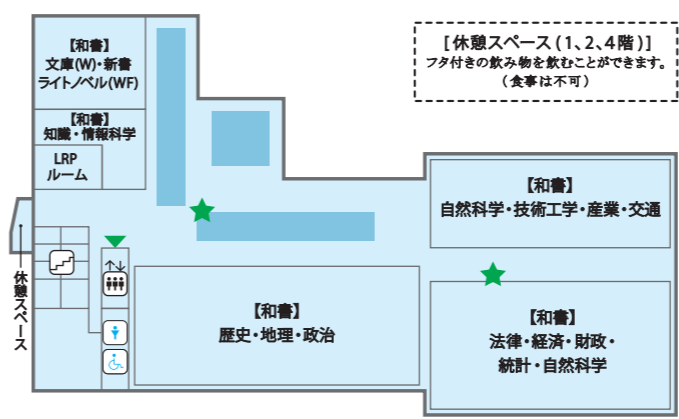 【和書】
文庫(W)・新書
ライトノベル(WF)
【和書】
知識・情報科学
LRP
ルーム
[休憩スペース(1、2、4階)]
フタ付きの飲み物を飲むことができます。
(食事は不可)
【和書】
自然科学・技術工学・産業・交通
休憩スペース
【和書】
歴史・地理・政治
【和書】
法律・経済・財政・
統計・自然科学